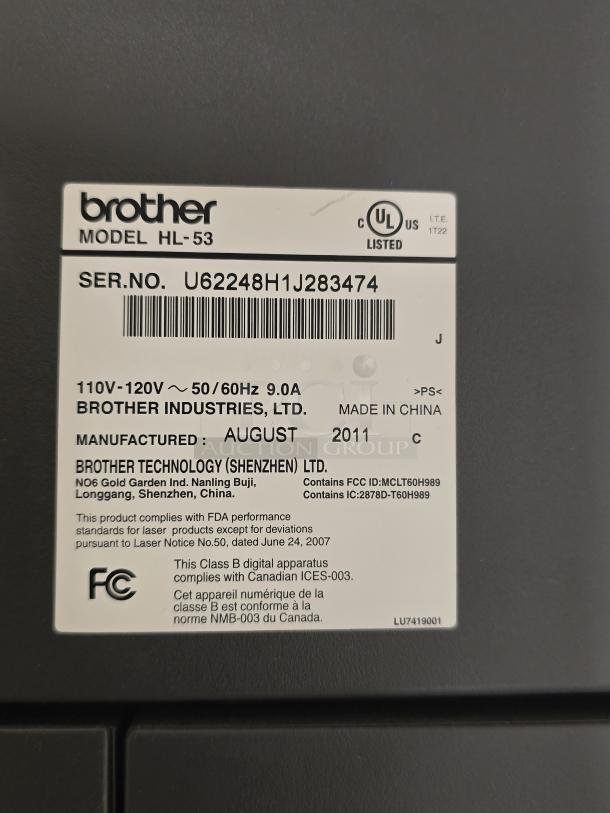 brother
MODEL HL-53
C UL US
LISTED
I.T.E.
1T22
SER.NO. U62248H1J283474
J
110V-120V ～ 50/60Hz 9.0A
>PS<
BROTHER INDUSTRIES, LTD. MADE IN CHINA
MANUFACTURED : AUGUST 2011 C
AUCTION GROUP
BROTHER TECHNOLOGY (SHENZHEN) LTD.
NO6 Gold Garden Ind. Nanling Buji,
Longgang, Shenzhen, China.
Contains FCC ID:MCLT60H989
Contains IC:2878D-T60H989
This product complies with FDA performance
standards for laser products except for deviations
pursuant to Laser Notice No.50, dated June 24, 2007
FC
This Class B digital apparatus
complies with Canadian ICES-003.
Cet appareil numérique de la
classe B est conforme à la
norme NMB-003 du Canada.
LU7419001